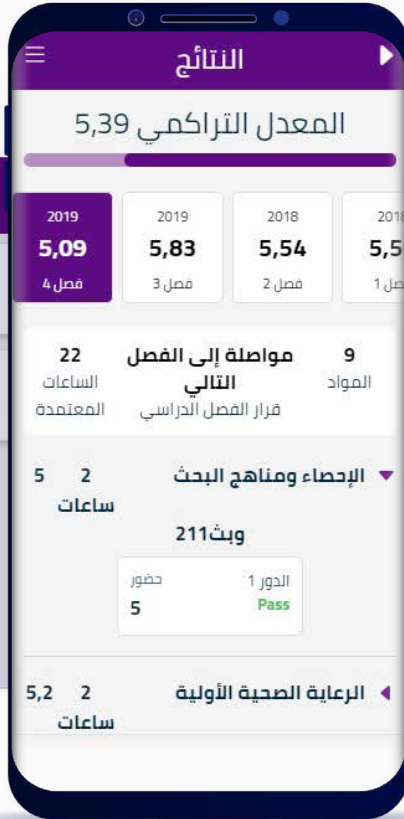 النتائج
المعدل التراكمي 5,39
2018
2018
2019
2019
5,54
5,83
5,09
فصل 1
فصل 2
فصل 3
فصل 4
9
مواصلة إلى الفصل
22
المواد
التالي
الساعات
قرار الفصل الدراسي
المعتمدة
الإحصاء ومناهج البحث
2
5
ساعات
وبث211
الدور 1
حضور
Pass
5
الرعاية الصحية الأولية
2
5,2
ساعات